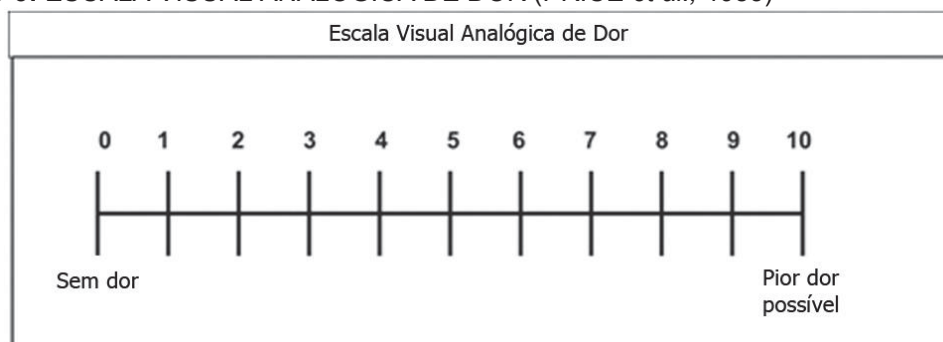 Escala Visual Analógica de Dor
0 1 2 3 4 5 6 7 8 9 10
Sem dor
Pior dor
possível